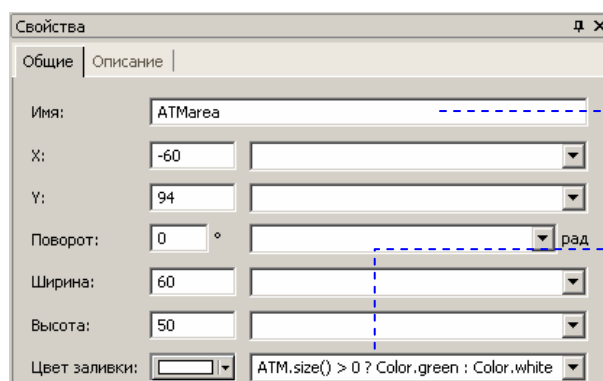 Свойства
Общие Описание
Имя: ATMarea
X: -60
Y: 94
Поворот: 0 ° рад
Ширина: 60
Высота: 50
Цвет заливки: ATM.size() > 0 ? Color.green : Color.white